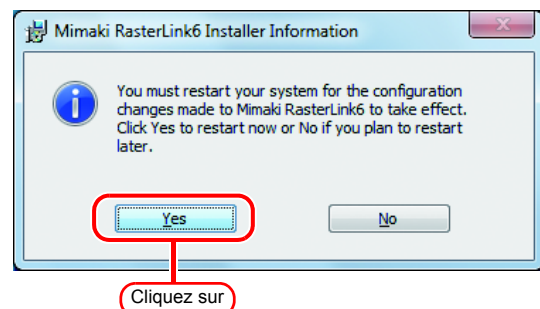 Mimaki RasterLink6 Installer Information
You must restart your system for the configuration
changes made to Mimaki RasterLink6 to take effect.
Click Yes to restart now or No if you plan to restart
later.
Yes
No
Cliquez sur